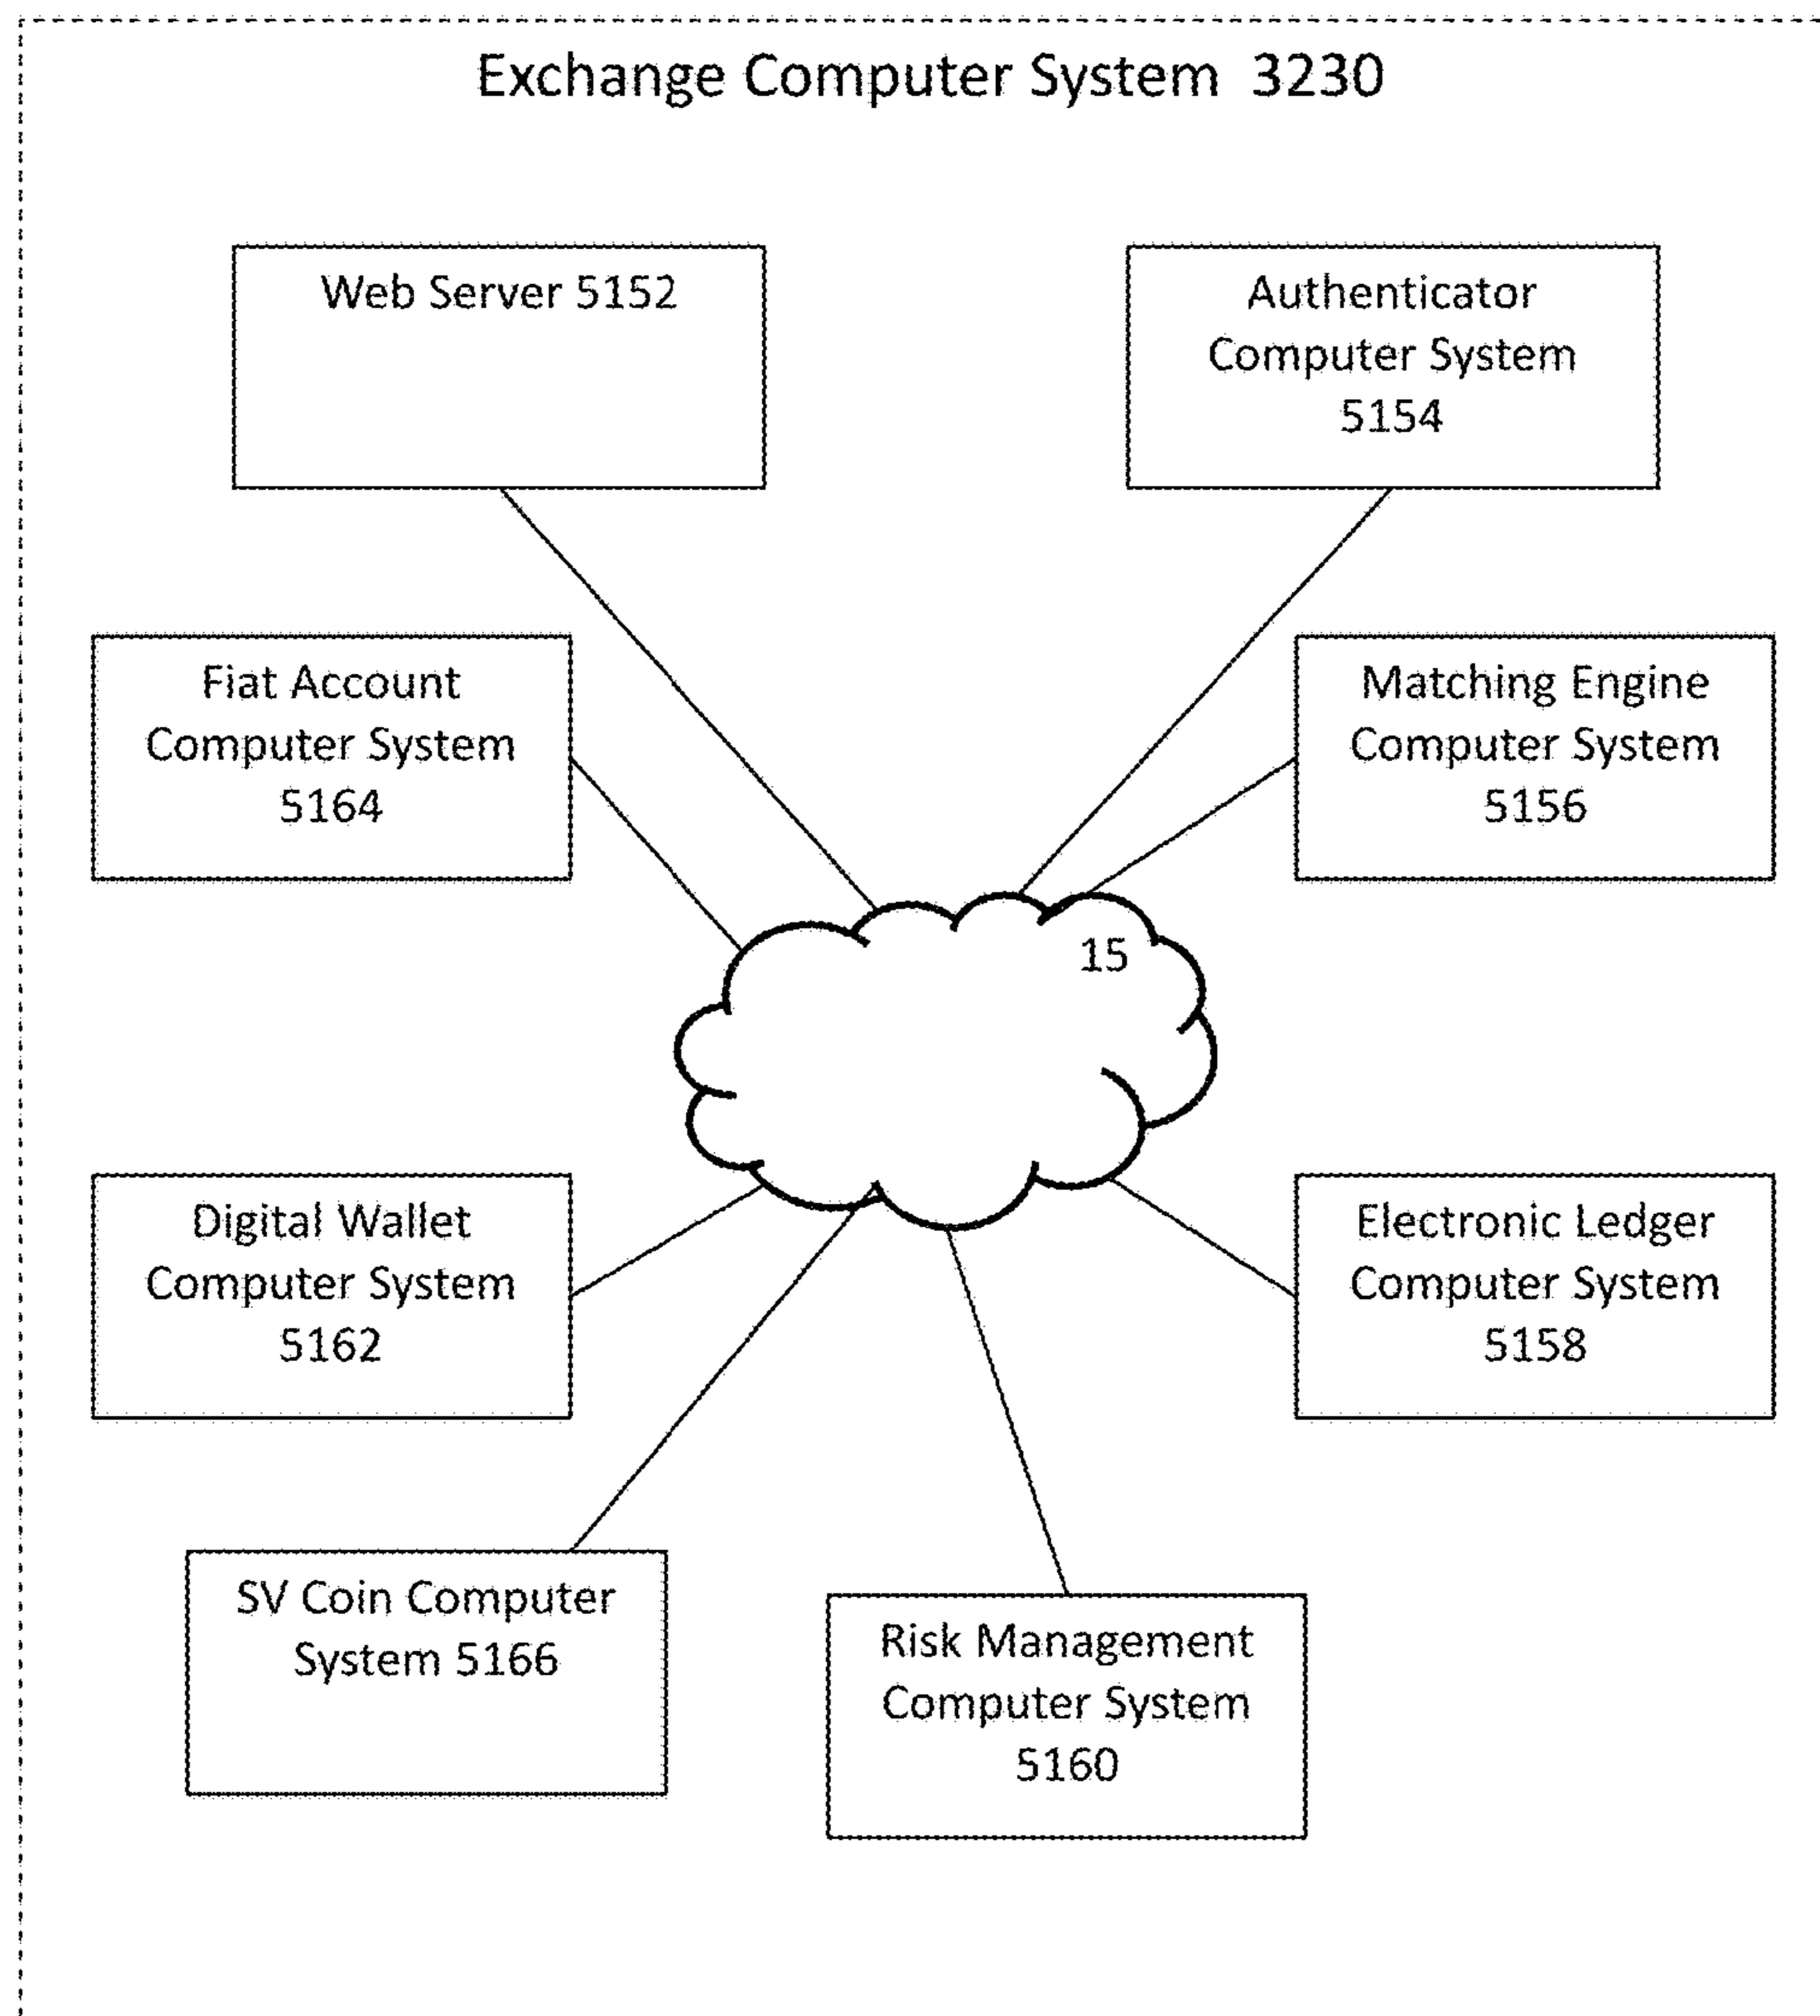 Exchange Computer System 3230
Web Server 5152
Authenticator
Computer System
5154
Fiat Account
Computer System
5164
Matching Engine
Computer System
5156
15
Digital Wallet
Computer System
5162
Electronic Ledger
Computer System
5158
SV Coin Computer
System 5166
Risk Management
Computer System
5160